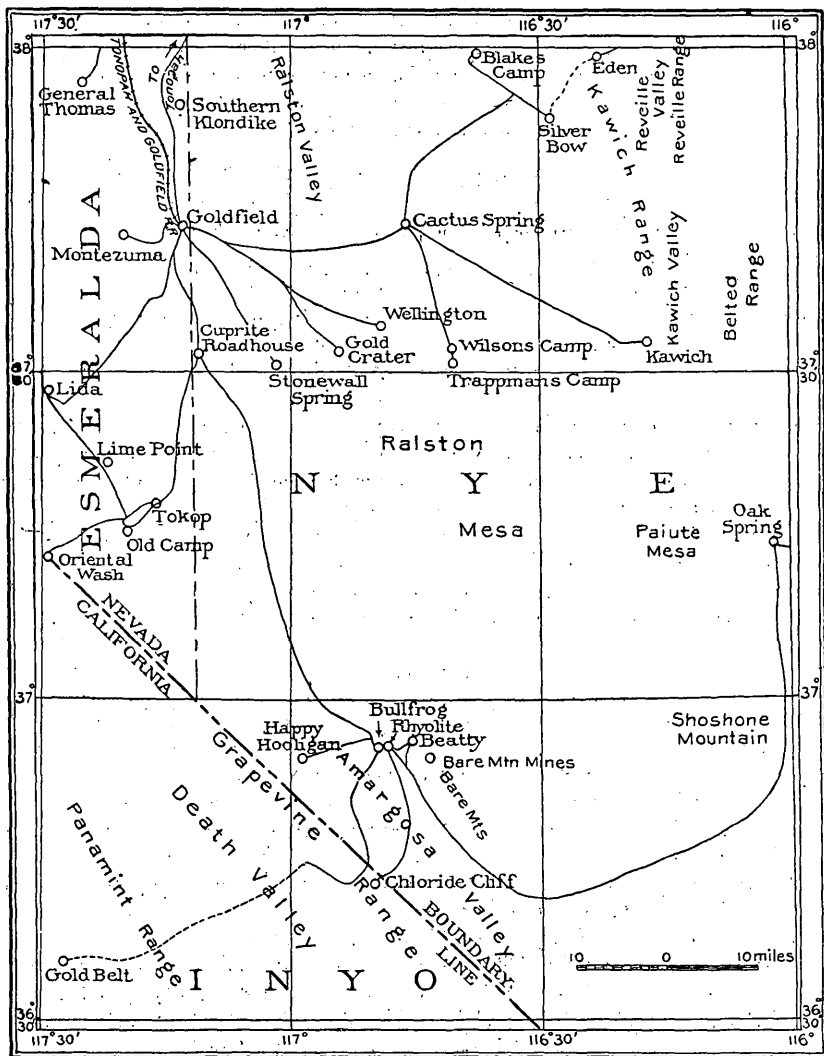 117°30' 117° 116°30' 116°
38° 38°
General
Thomas
TONOPAH AND GOLDFIELD R.R.
TO
TONOPAH
Southern
Klondike
Ralston Valley
Blakes
Camp
Eden
Silver
Bow
Kawich Range
Reveille
Valley
Reveille Range
ESMERALDA
Goldfield
Montezuma
Cactus Spring
Kawich Valley
Belted
Range
Cuprite
Roadhouse
Wellington
Gold
Crater
Wilsons Camp
Kawich
Stonewall
Spring
Trappmans Camp
37°
30'
37°
30'
Lida
Lime Point
Ralston
Mesa
NYE
Tokop
Old Camp
Oriental
Wash
Paiute
Mesa
Oak
Spring
NEVADA
CALIFORNIA
37° 37°
Happy
Hooligan
Bullfrog
Rhyolite
Beatty
Bare Mtn Mines
Bare Mts
Shoshone
Mountain
Grapevine Range
Amargosa Valley
Death Valley
Panamint Range
Chloride Cliff
BOUNDARY
LINE
Gold Belt
INYO
10 0 10 miles
36°
30'
36°
30'
117°30' 117° 116°30' 116°